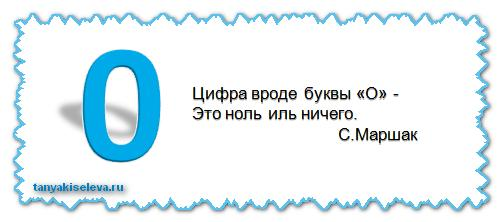 0
Цифра вроде буквы «О» -
Это ноль иль ничего.
С.Маршак
tanyakiseleva.ru